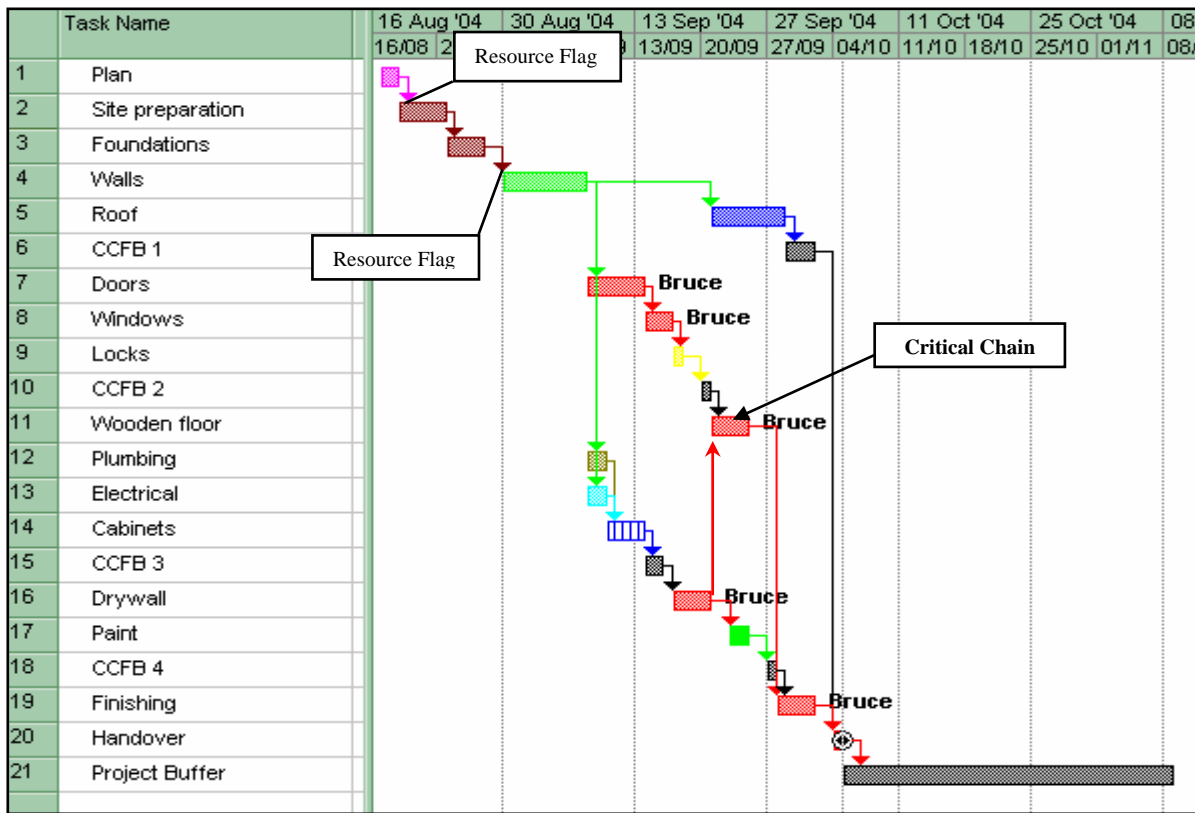 Task Name
16 Aug '04 30 Aug '04 13 Sep '04 27 Sep '04 11 Oct '04 25 Oct '04 08
16/08 2 9 13/09 20/09 27/09 04/10 11/10 18/10 25/10 01/11 08/
Resource Flag
1 Plan
2 Site preparation
3 Foundations
4 Walls
5 Roof
6 CCFB 1
Resource Flag
7 Doors Bruce
8 Windows Bruce
9 Locks
Critical Chain
10 CCFB 2
11 Wooden floor Bruce
12 Plumbing
13 Electrical
14 Cabinets
15 CCFB 3
16 Drywall Bruce
17 Paint
18 CCFB 4
19 Finishing Bruce
20 Handover
21 Project Buffer